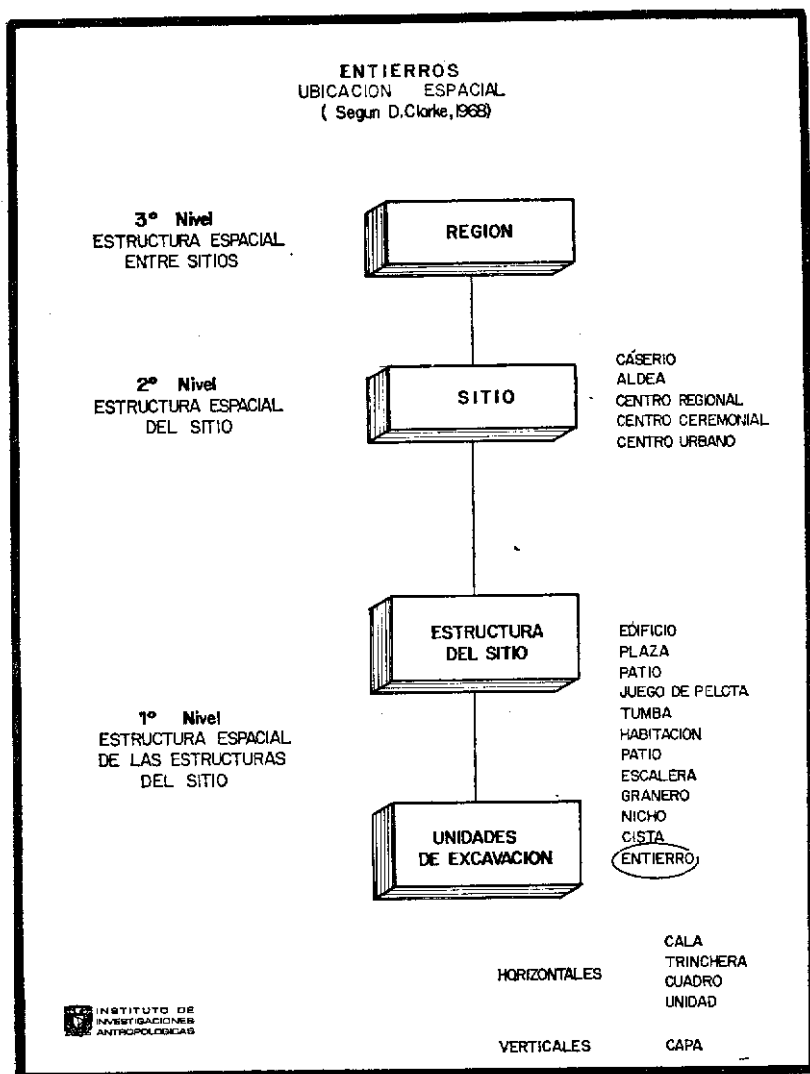 ENTIERROS
UBICACION ESPACIAL
( Segun D.Clarke,1968)
3° Nivel
ESTRUCTURA ESPACIAL
ENTRE SITIOS
REGION
2° Nivel
ESTRUCTURA ESPACIAL
DEL SITIO
SITIO
CÁSERIO
ALDEA
CENTRO REGIONAL
CENTRO CEREMONIAL
CENTRO URBANO
1° Nivel
ESTRUCTURA ESPACIAL
DE LAS ESTRUCTURAS
DEL SITIO
ESTRUCTURA
DEL SITIO
EDIFICIO
PLAZA
PATIO
JUEGO DE PELOTA
TUMBA
HABITACION
PATIO
ESCALERA
GRANERO
NICHO
CISTA
ENTIERRO
UNIDADES
DE EXCAVACION
HORIZONTALES
CALA
TRINCHERA
CUADRO
UNIDAD
VERTICALES
CAPA
INSTITUTO DE
INVESTIGACIONES
ANTROPOLOGICAS